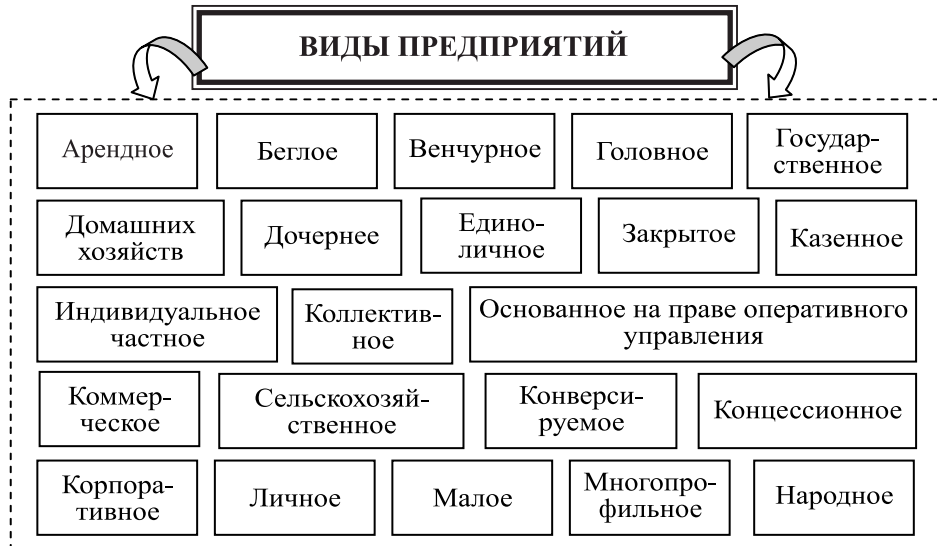 ВИДЫ ПРЕДПРИЯТИЙ
Арендное
Беглое
Венчурное
Головное
Государ-
ственное
Домашних
хозяйств
Дочернее
Едино-
личное
Закрытое
Казенное
Индивидуальное
частное
Коллектив-
ное
Основанное на праве оперативного
управления
Коммер-
ческое
Сельскохозяй-
ственное
Конверси-
руемое
Концессионное
Корпора-
тивное
Личное
Малое
Многопро-
фильное
Народное